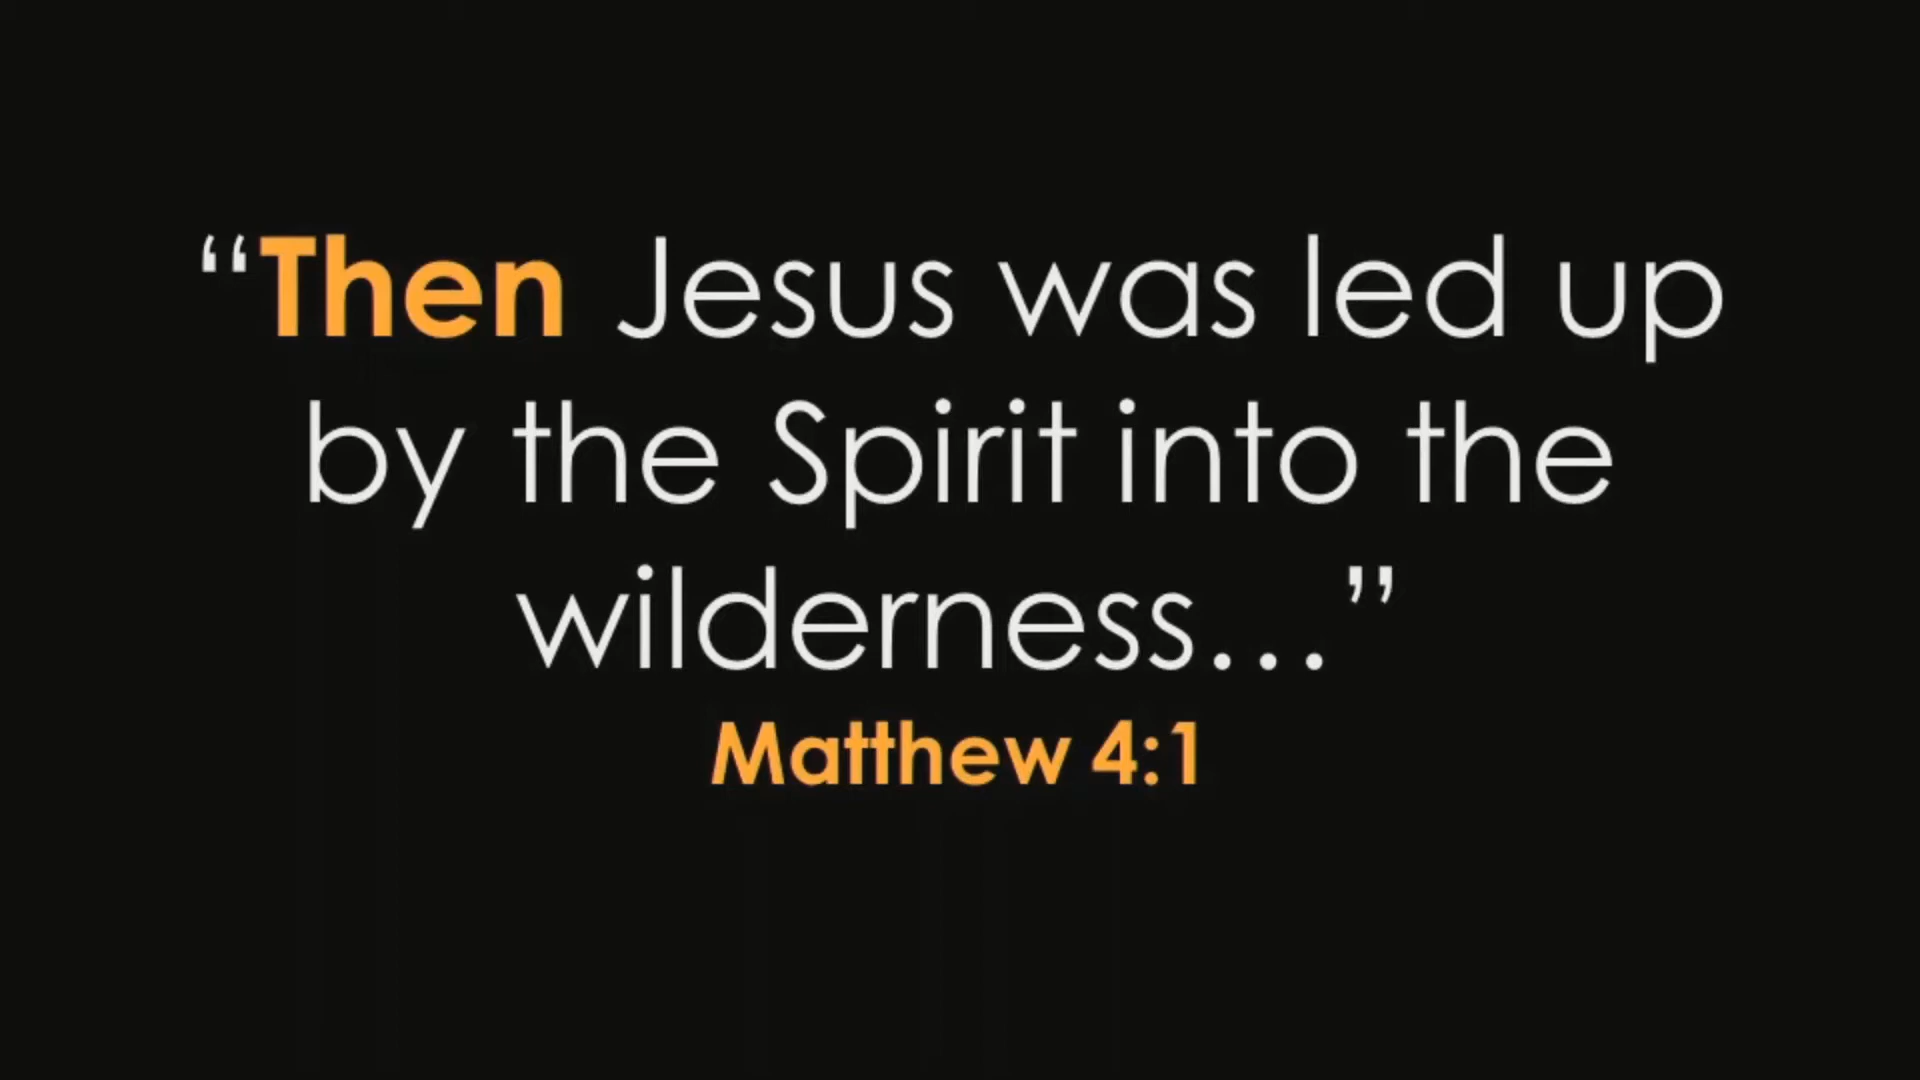 “Then Jesus was led up
by the Spirit into the
wilderness…”
Matthew 4:1